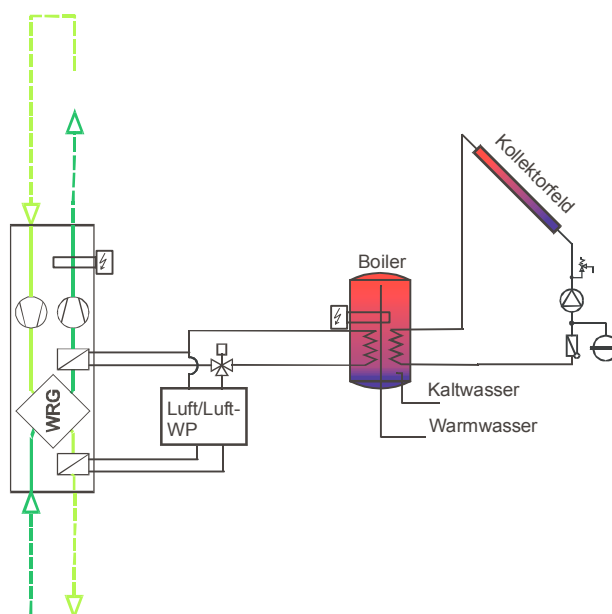 Kollektorfeld
Boiler
WRG
Luft/Luft-
WP
Kaltwasser
Warmwasser